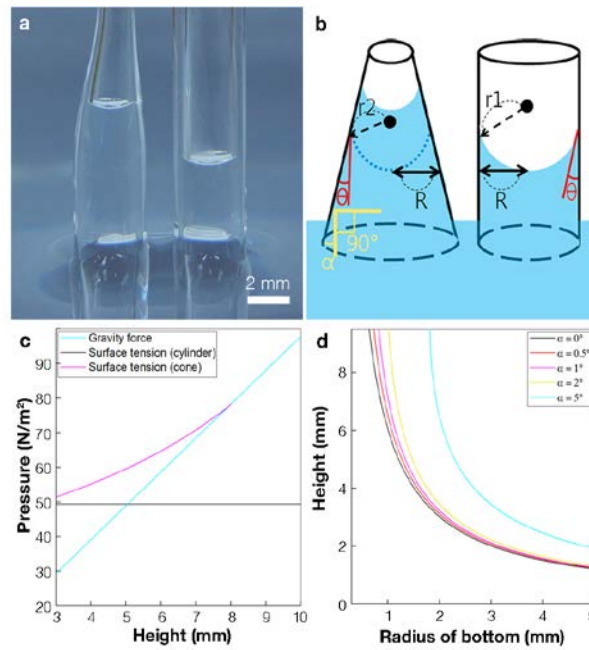 a
2 mm
b
r2
r1
θ
θ
R
R
90°
α
c
Gravity force
Surface tension (cylinder)
Surface tension (cone)
90
80
70
60
50
40
30
20
Pressure (N/m²)
3 4 5 6 7 8 9 10
Height (mm)
d
α = 0°
α = 0.5°
α = 1°
α = 2°
α = 5°
8
6
4
2
0
Height (mm)
1 2 3 4 5
Radius of bottom (mm)